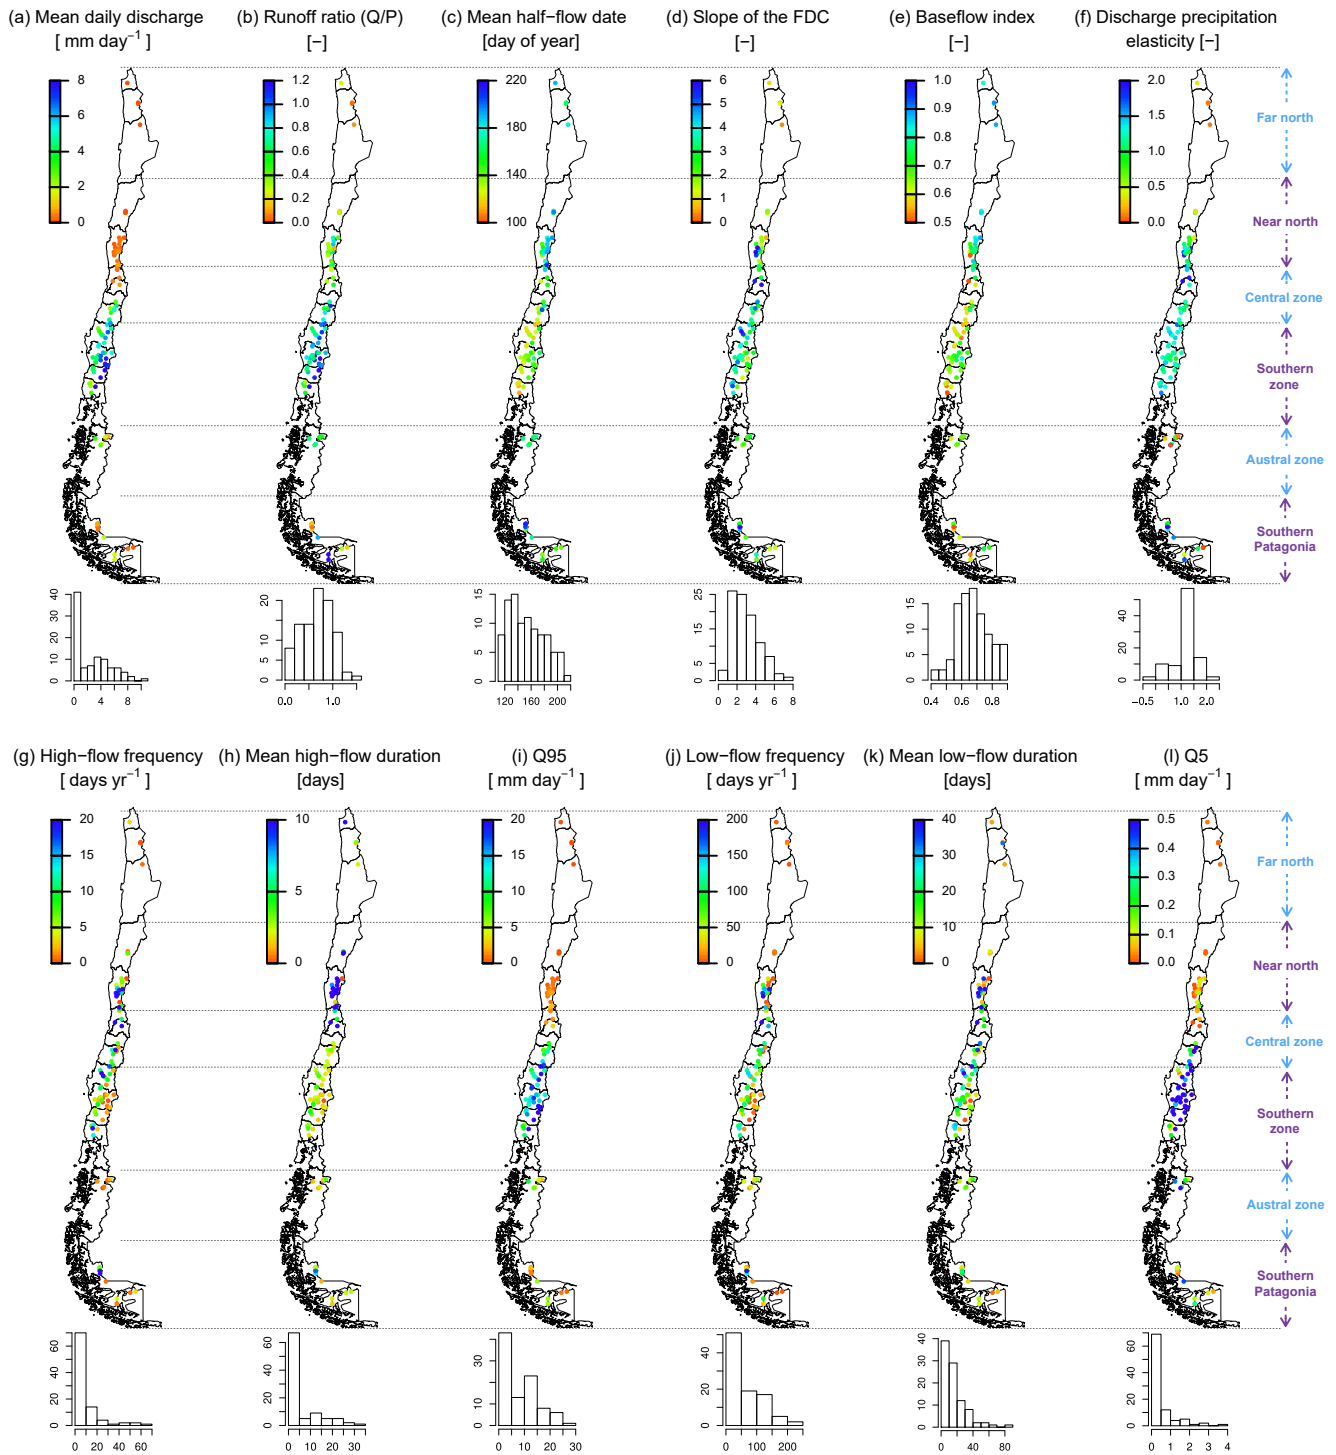 (a) Mean daily discharge
[ mm day−1 ]
(b) Runoff ratio (Q/P)
[−]
(c) Mean half−flow date
[day of year]
(d) Slope of the FDC
[−]
(e) Baseflow index
[−]
(f) Discharge precipitation
elasticity [−]
8
6
4
2
0
1.2
1.0
0.8
0.6
0.4
0.2
0.0
220
180
140
100
6
5
4
3
2
1
0
1.0
0.9
0.8
0.7
0.6
0.5
2.0
1.5
1.0
0.5
0.0
Far north
Near north
Central zone
Southern
zone
Austral zone
Southern
Patagonia
0 10 20 30 40
0 2 4 8
0 5 10 20
0.0 1.0
0 5 10 15
120 160 200
0 5 15 25
0 2 4 6 8
0 5 10 15
0.4 0.6 0.8
0 20 40
−0.5 1.0 2.0
(g) High−flow frequency
[ days yr−1 ]
(h) Mean high−flow duration
[days]
(i) Q95
[ mm day−1 ]
(j) Low−flow frequency
[ days yr−1 ]
(k) Mean low−flow duration
[days]
(l) Q5
[ mm day−1 ]
20
15
10
5
0
10
5
0
20
15
10
5
0
200
150
100
50
0
40
30
20
10
0
0.5
0.4
0.3
0.2
0.1
0.0
Far north
Near north
Central zone
Southern
zone
Austral zone
Southern
Patagonia
0 20 40 60
0 20 40 60
0 20 40 60
0 10 20 30
0 10 30
0 10 20 30
0 20 40
0 100 200
0 10 20 30 40
0 40 80
0 20 40 60 70
0 1 2 3 4